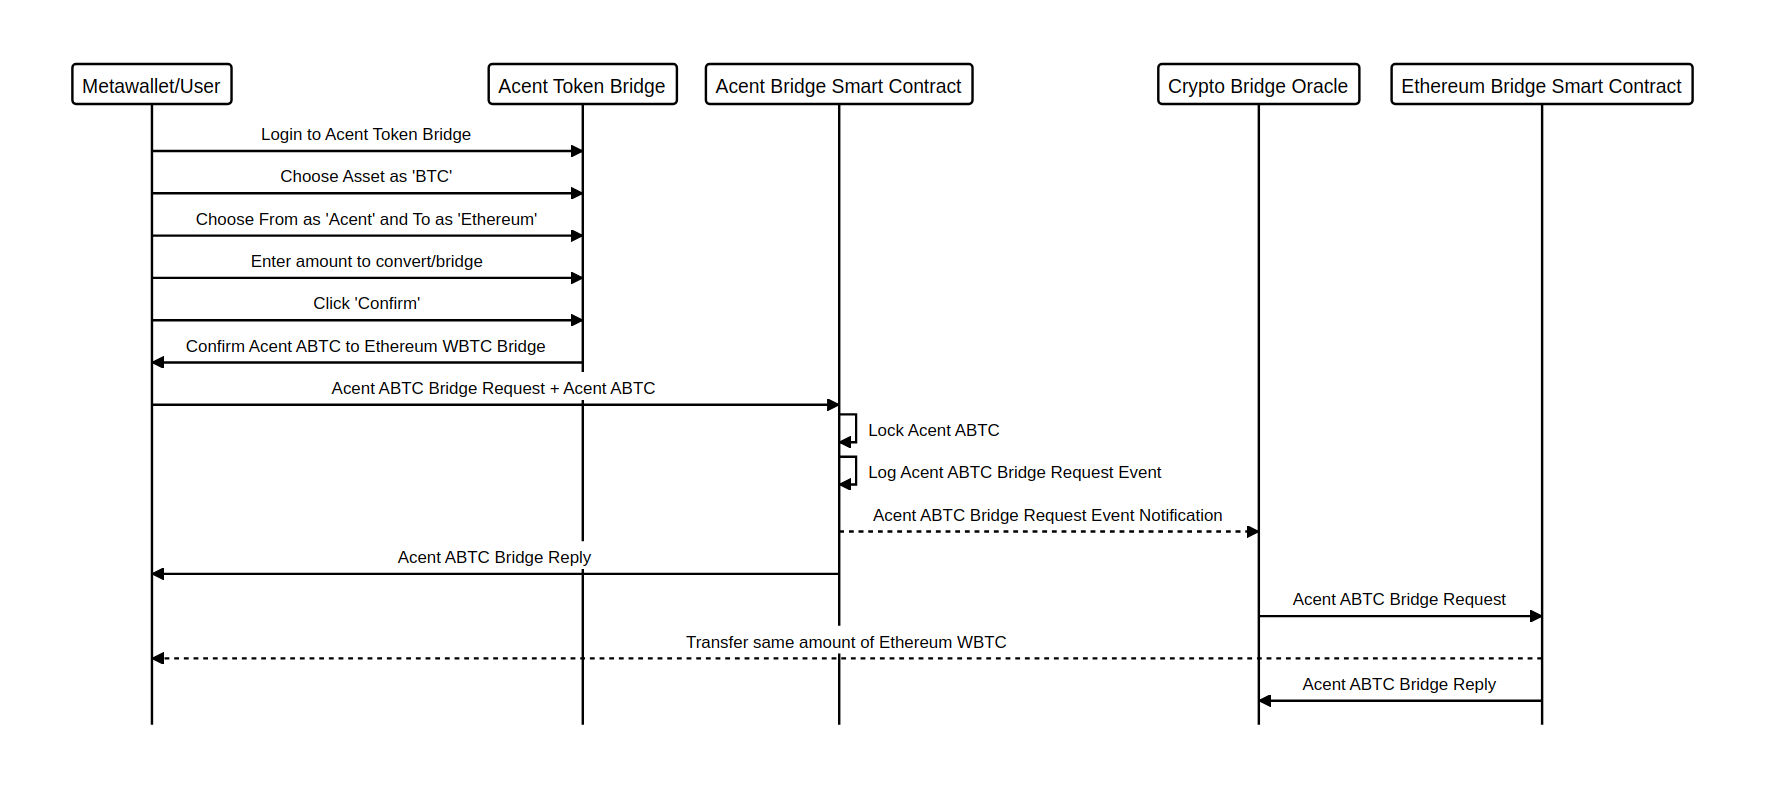 Metawallet/User
Acent Token Bridge
Acent Bridge Smart Contract
Crypto Bridge Oracle
Ethereum Bridge Smart Contract
Login to Acent Token Bridge
Choose Asset as 'BTC'
Choose From as 'Acent' and To as 'Ethereum'
Enter amount to convert/bridge
Click 'Confirm'
Confirm Acent ABTC to Ethereum WBTC Bridge
Acent ABTC Bridge Request + Acent ABTC
Lock Acent ABTC
Log Acent ABTC Bridge Request Event
Acent ABTC Bridge Request Event Notification
Acent ABTC Bridge Reply
Acent ABTC Bridge Request
Transfer same amount of Ethereum WBTC
Acent ABTC Bridge Reply